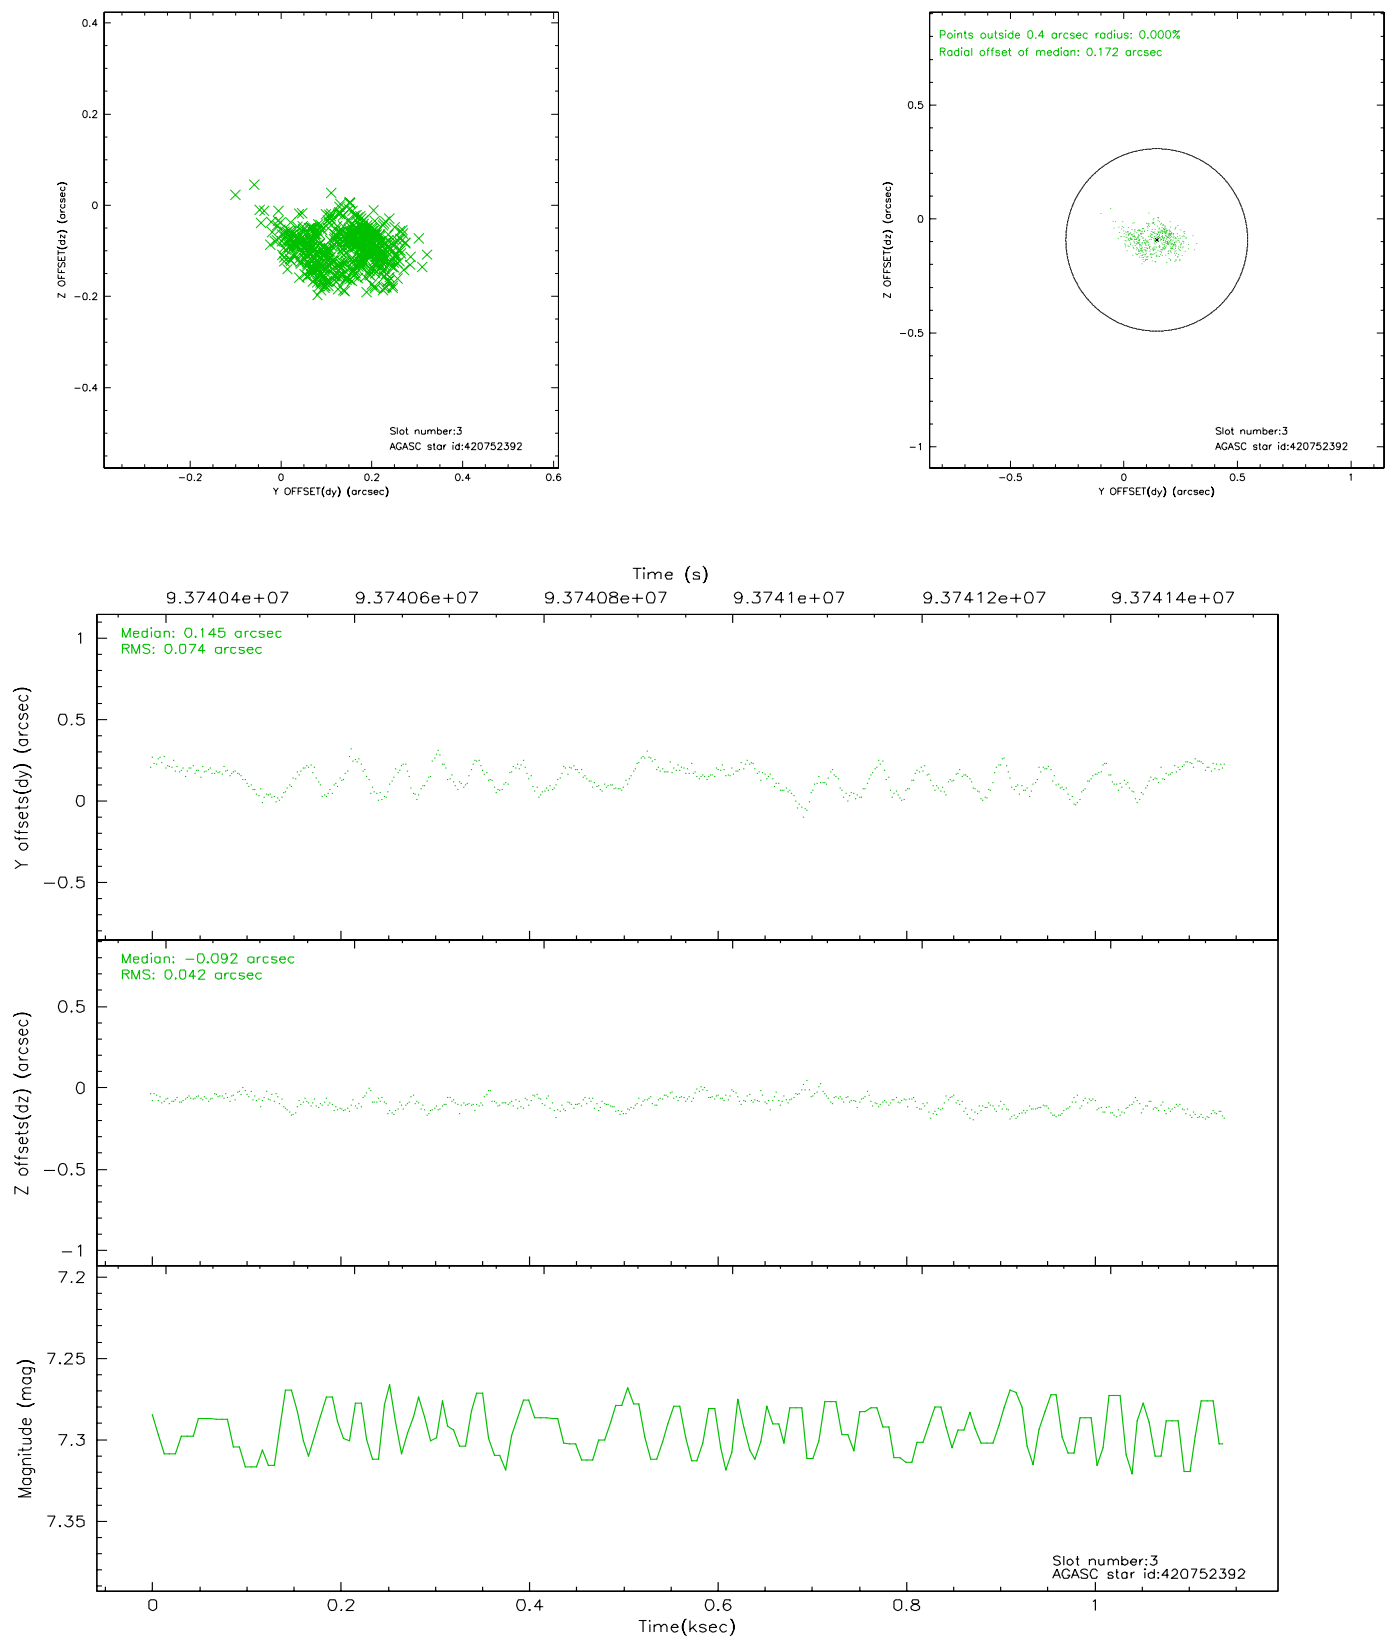 0.4
0.2
0
−0.2
−0.4
Z OFFSET(dz) (arcsec)
Slot number:3
AGASC star id:420752392
−0.2 0 0.2 0.4 0.6
Y OFFSET(dy) (arcsec)
Points outside 0.4 arcsec radius: 0.000%
Radial offset of median: 0.172 arcsec
0.5
0
−0.5
−1
Z OFFSET(dz) (arcsec)
Slot number:3
AGASC star id:420752392
−0.5 0 0.5 1
Y OFFSET(dy) (arcsec)
Time (s)
9.37404e+07 9.37406e+07 9.37408e+07 9.3741e+07 9.37412e+07 9.37414e+07
Median: 0.145 arcsec
RMS: 0.074 arcsec
1
0.5
0
−0.5
Y offsets(dy) (arcsec)
Median: −0.092 arcsec
RMS: 0.042 arcsec
0.5
0
−0.5
−1
Z offsets(dz) (arcsec)
7.2
7.25
7.3
7.35
Magnitude (mag)
Slot number:3
AGASC star id:420752392
0 0.2 0.4 0.6 0.8 1
Time(ksec)